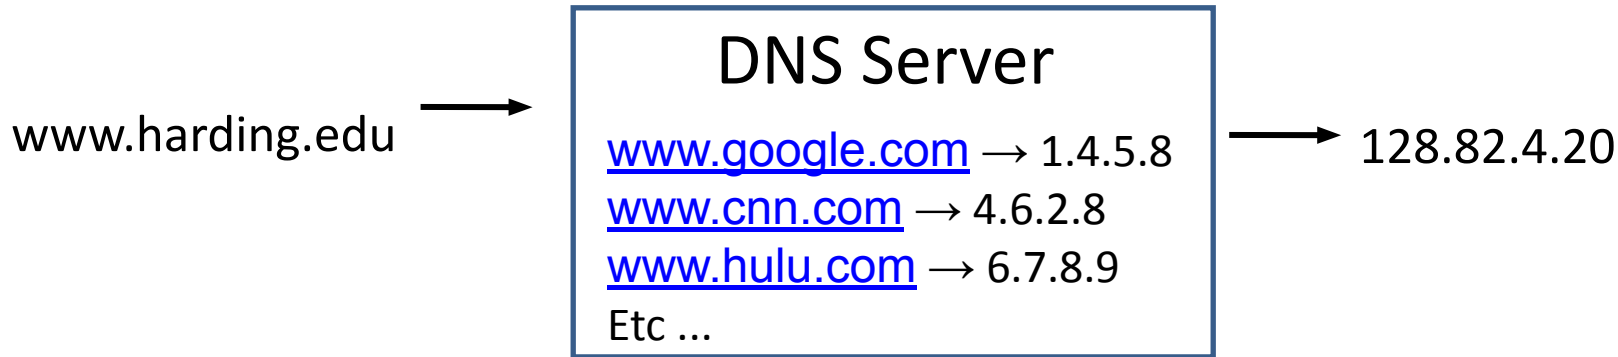 DNS Server
www.harding.edu
www.google.com → 1.4.5.8
128.82.4.20
www.cnn.com → 4.6.2.8
www.hulu.com → 6.7.8.9
Etc ...